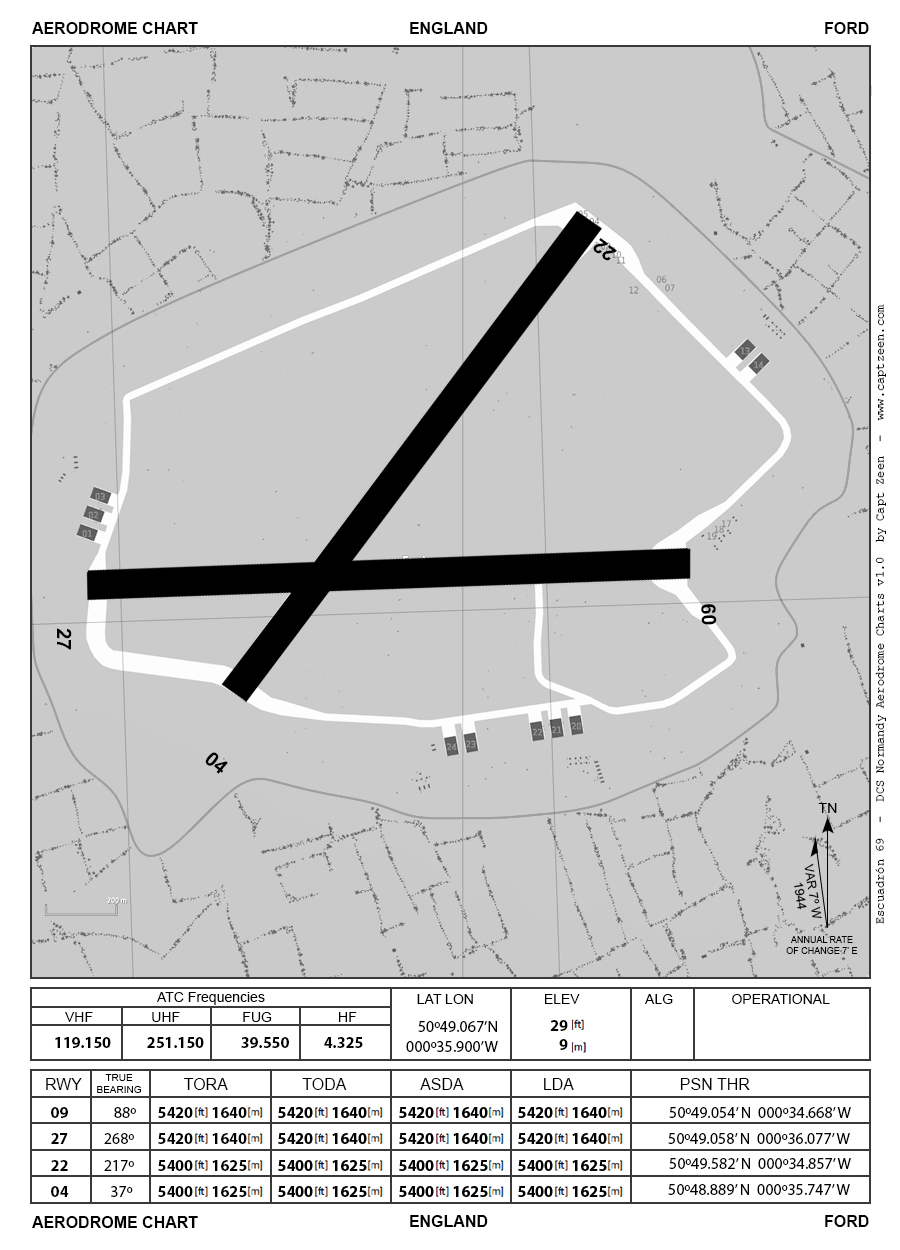 AERODROME CHART ENGLAND FORD
22
11
12
06
07
13
14
03
02
01
17
18
19
27
09
04
24
23
22
21
20
200 m
TN
VAR 7º W
1944
ANNUAL RATE
OF CHANGE 7' E
Escuadrón 69 - DCS Normandy Aerodrome Charts v1.0 by Capt Zeen - www.captzeen.com
ATC Frequencies LAT LON ELEV ALG OPERATIONAL
VHF UHF FUG HF
119.150 251.150 39.550 4.325
50º49.067'N 29 [ft]
000º35.900'W 9 [m]
RWY TRUE BEARING TORA TODA ASDA LDA PSN THR
09 88º 5420 [ft] 1640 [m] 5420 [ft] 1640 [m] 5420 [ft] 1640 [m] 5420 [ft] 1640 [m] 50º49.054'N 000º34.668'W
27 268º 5420 [ft] 1640 [m] 5420 [ft] 1640 [m] 5420 [ft] 1640 [m] 5420 [ft] 1640 [m] 50º49.058'N 000º36.077'W
22 217º 5400 [ft] 1625 [m] 5400 [ft] 1625 [m] 5400 [ft] 1625 [m] 5400 [ft] 1625 [m] 50º49.582'N 000º34.857'W
04 37º 5400 [ft] 1625 [m] 5400 [ft] 1625 [m] 5400 [ft] 1625 [m] 5400 [ft] 1625 [m] 50º48.889'N 000º35.747'W
AERODROME CHART ENGLAND FORD